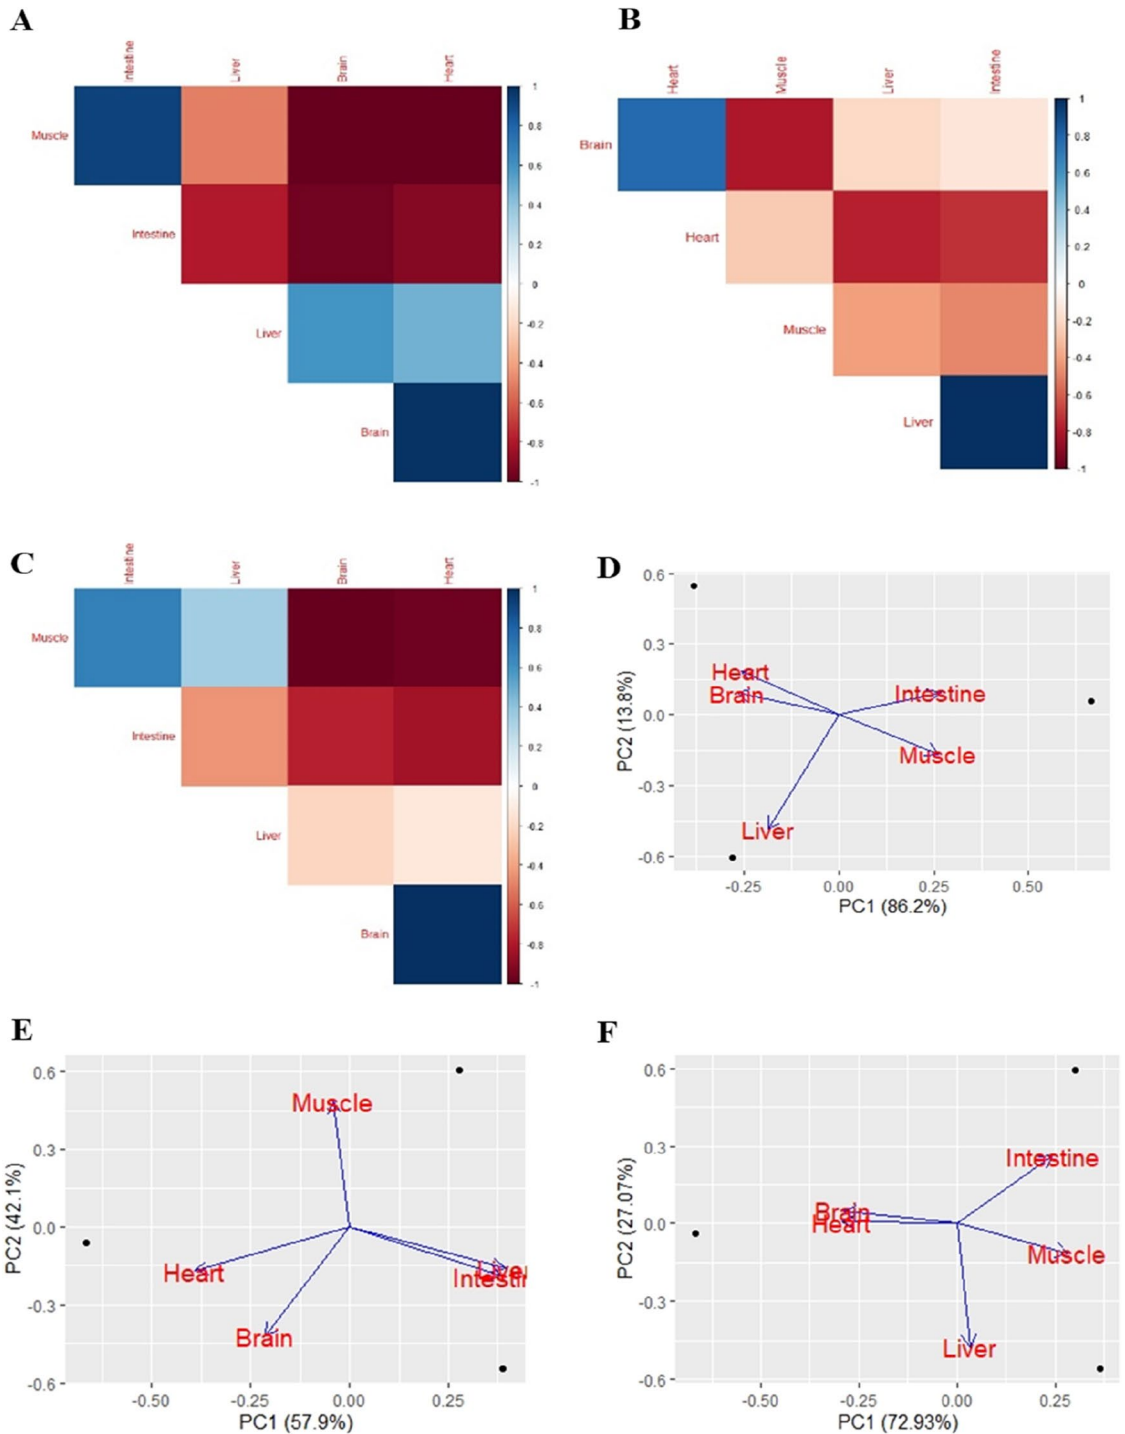 A
Intestine
Liver
Brain
Heart
Muscle
Intestine
Liver
Brain
1
0.8
0.6
0.4
0.2
0
-0.2
-0.4
-0.6
-0.8
-1
B
Heart
Muscle
Liver
Intestine
Brain
Heart
Muscle
Liver
1
0.8
0.6
0.4
0.2
0
-0.2
-0.4
-0.6
-0.8
-1
C
Intestine
Liver
Brain
Heart
Muscle
Intestine
Liver
Brain
1
0.8
0.6
0.4
0.2
0
-0.2
-0.4
-0.6
-0.8
-1
D
0.6
0.3
0.0
-0.3
-0.6
PC2 (13.8%)
Heart
Brain
Intestine
Muscle
Liver
-0.25
0.00
0.25
0.50
PC1 (86.2%)
E
0.6
0.3
0.0
-0.3
-0.6
PC2 (42.1%)
Muscle
Heart
Liver
Intestin
Brain
-0.50
-0.25
0.00
0.25
PC1 (57.9%)
F
0.6
0.3
0.0
-0.3
-0.6
PC2 (27.07%)
Intestine
Brain
Heart
Muscle
Liver
-0.50
-0.25
0.00
0.25
PC1 (72.93%)